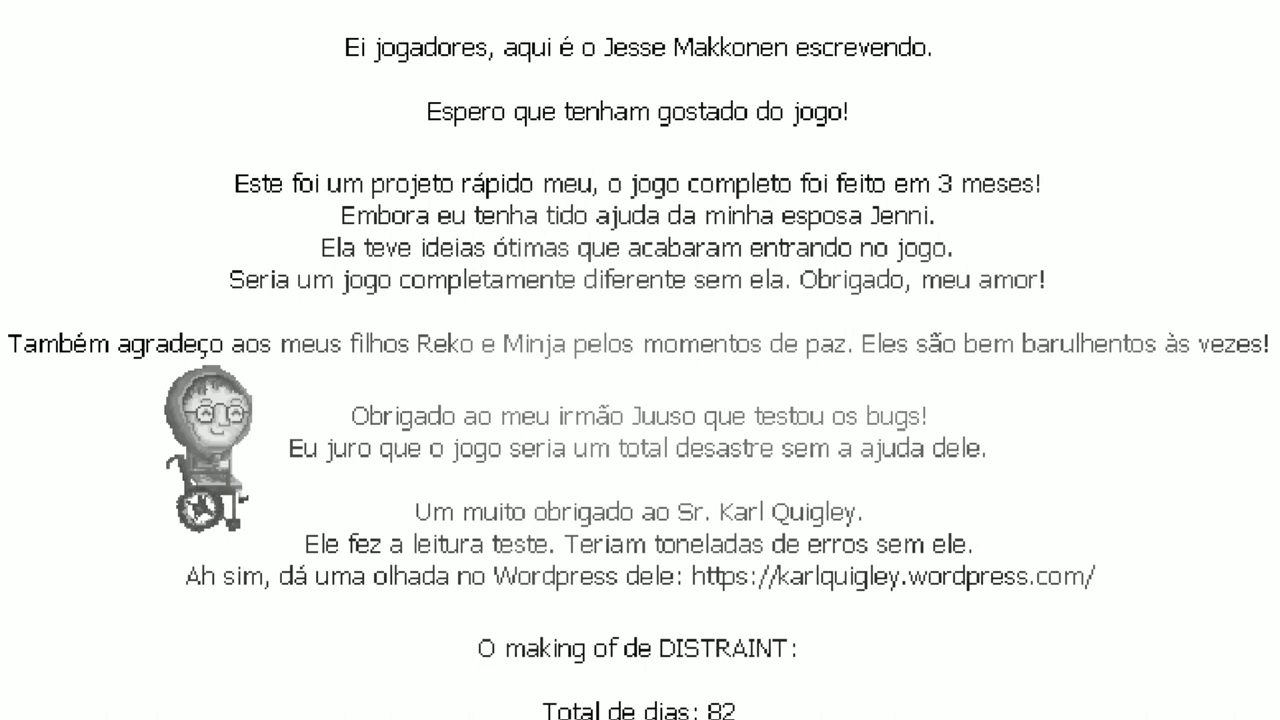 Ei jogadores, aqui é o Jesse Makkonen escrevendo.
Espero que tenham gostado do jogo!
Este foi um projeto rápido meu, o jogo completo foi feito em 3 meses!
Embora eu tenha tido ajuda da minha esposa Jenni.
Ela teve ideias ótimas que acabaram entrando no jogo.
Seria um jogo completamente diferente sem ela. Obrigado, meu amor!
Também agradeço aos meus filhos Reko e Minja pelos momentos de paz. Eles são bem barulhentos às vezes!
Obrigado ao meu irmão Juuso que testou os bugs!
Eu juro que o jogo seria um total desastre sem a ajuda dele.
Um muito obrigado ao Sr. Karl Quigley.
Ele fez a leitura teste. Teriam toneladas de erros sem ele.
Ah sim, dá uma olhada no Wordpress dele: https://karlquigley.wordpress.com/
O making of de DISTRAINT:
Total de dias: 82